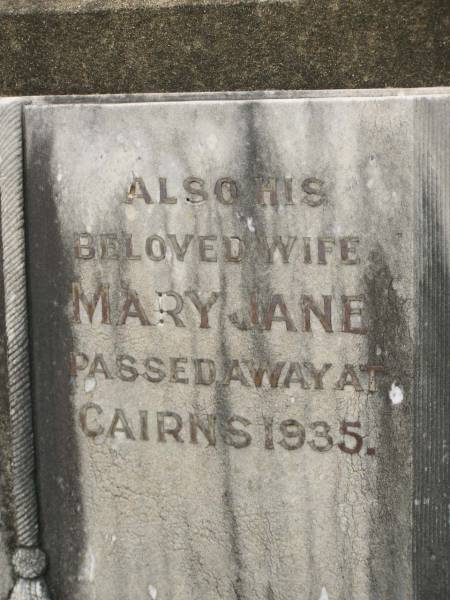 ALSO HIS
BELOVED WIFE
MARY JANE
PASSED AWAY AT
CAIRNS 1935.